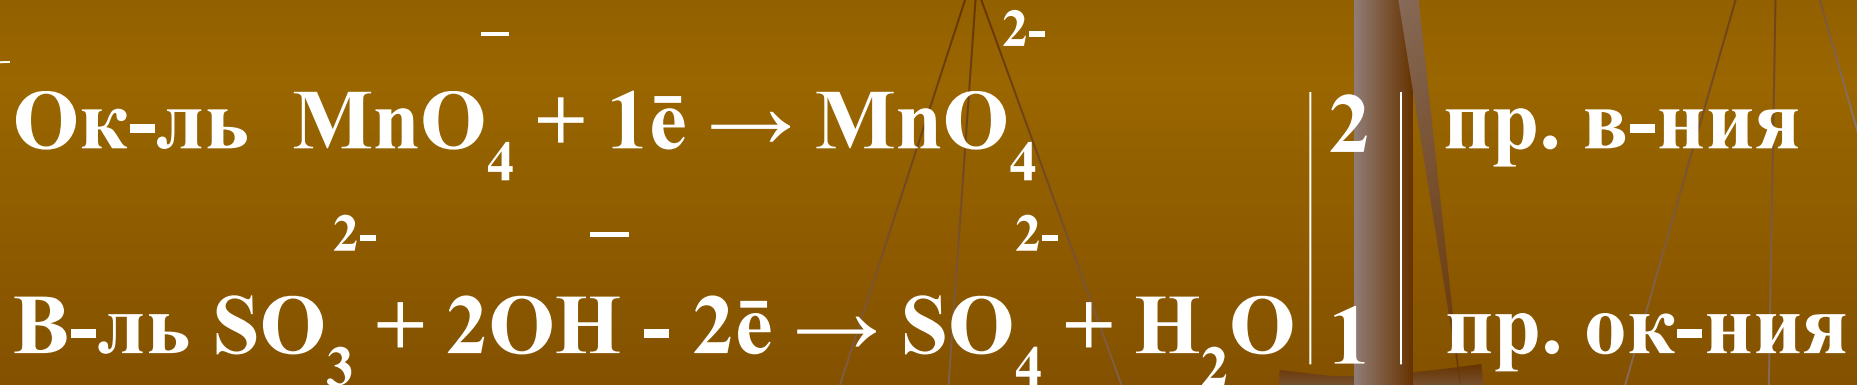 Ок-ль MnO₄⁻ + 1ē → MnO₄²⁻ | 2 | пр. в-ния
В-ль SO₃²⁻ + 2OH⁻ - 2ē → SO₄²⁻ + H₂O | 1 | пр. ок-ния